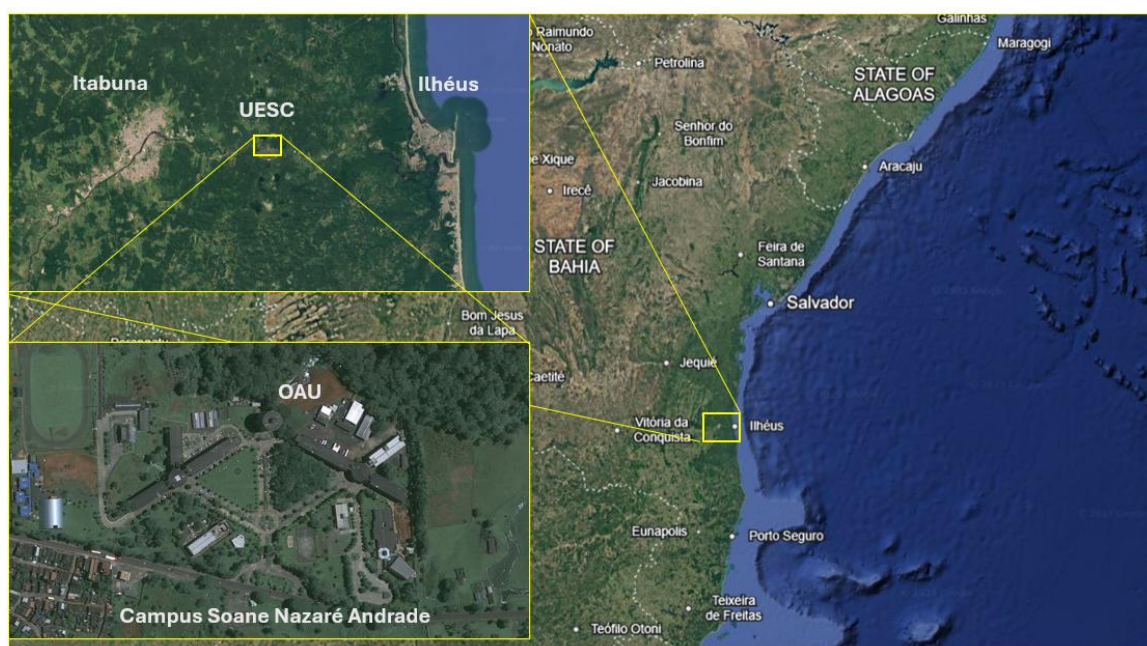 Itabuna
Ilhéus
UESC
OAU
Campus Soane Nazaré Andrade
Galinhas
Raimundo
Nonato
Maragogi
Petrolina
STATE OF
ALAGOAS
Senhor do
Bonfim
e Xique
Aracaju
Irecê
Jacobina
STATE OF
BAHIA
Feira de
Santana
Salvador
Bom Jesus
da Lapa
Jequié
Caetité
Vitória da
Conquista
Ilhéus
Eunapolis
Porto Seguro
Teixeira
de Freitas
Teófilo Otoni